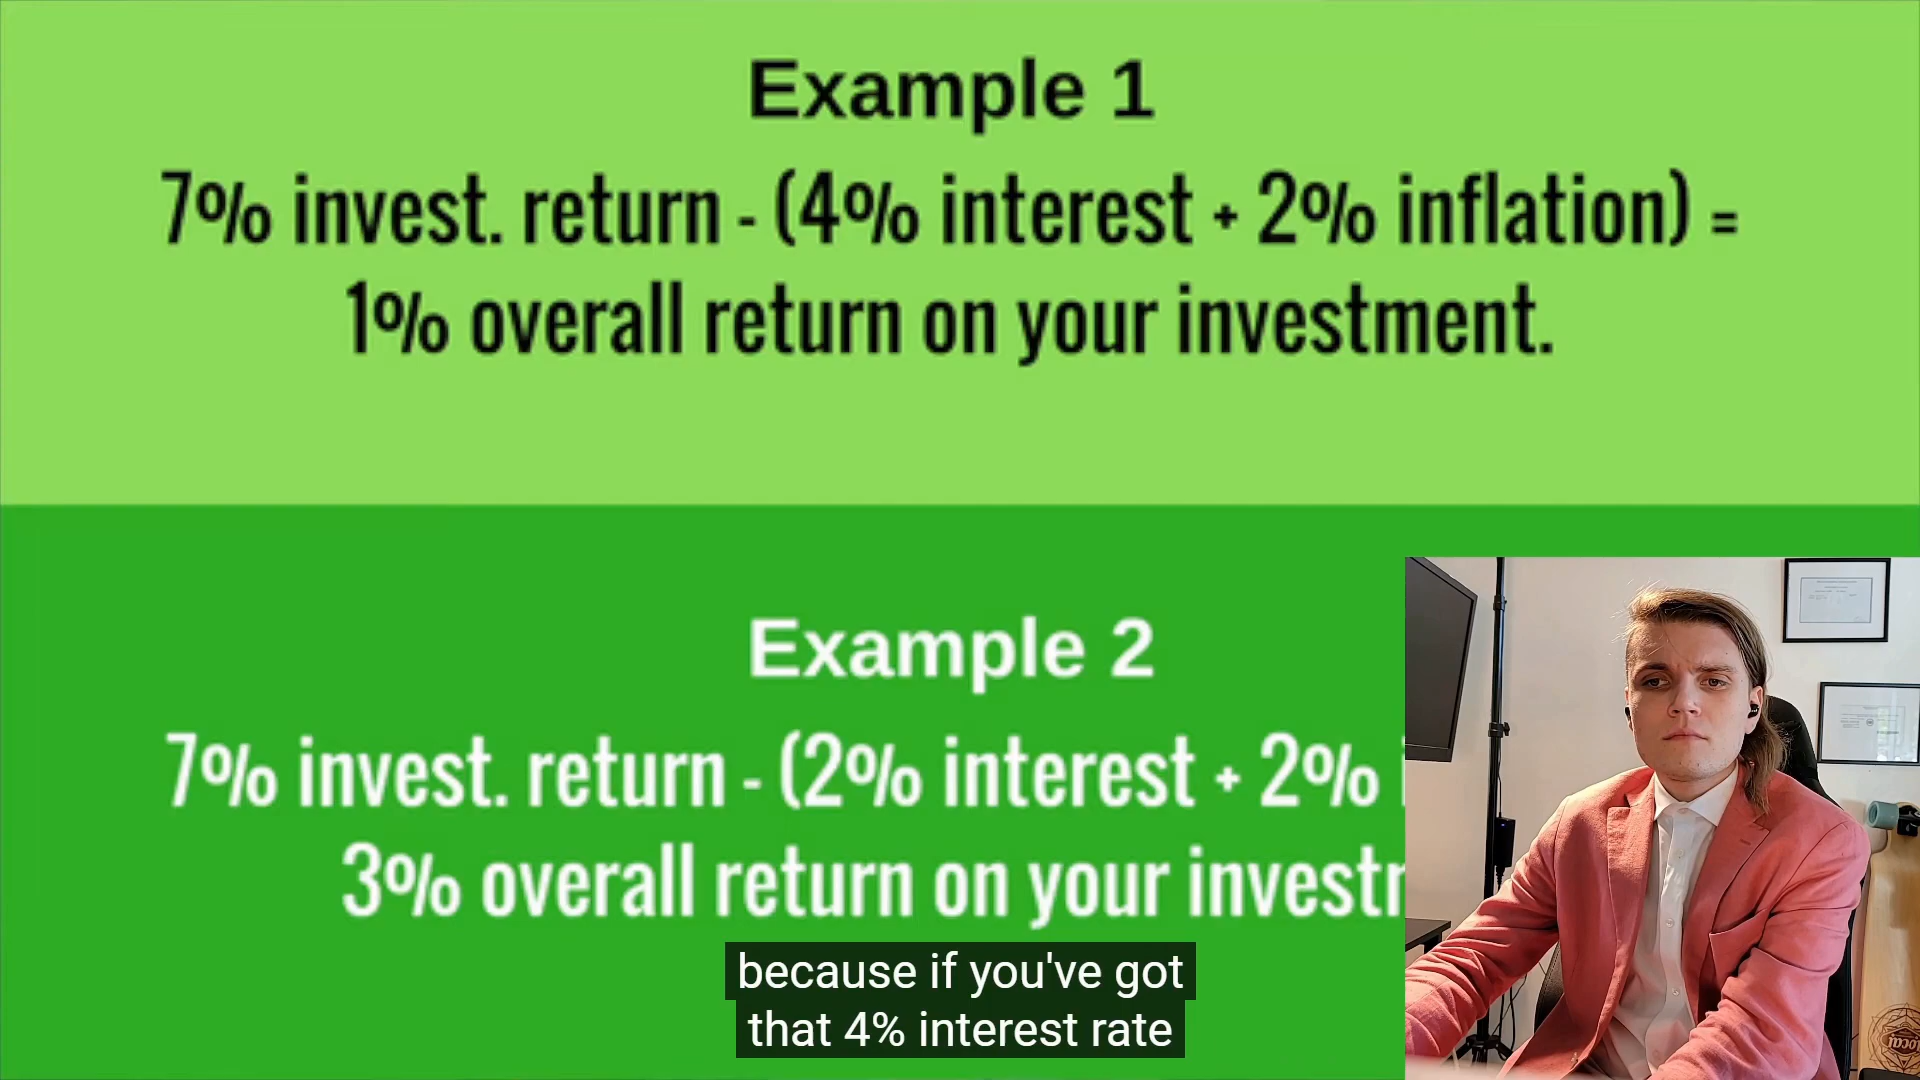 Example 1
7% invest. return - (4% interest + 2% inflation) =
1% overall return on your investment.
Example 2
7% invest. return - (2% interest + 2%
3% overall return on your
because if you've got
that 4% interest rate